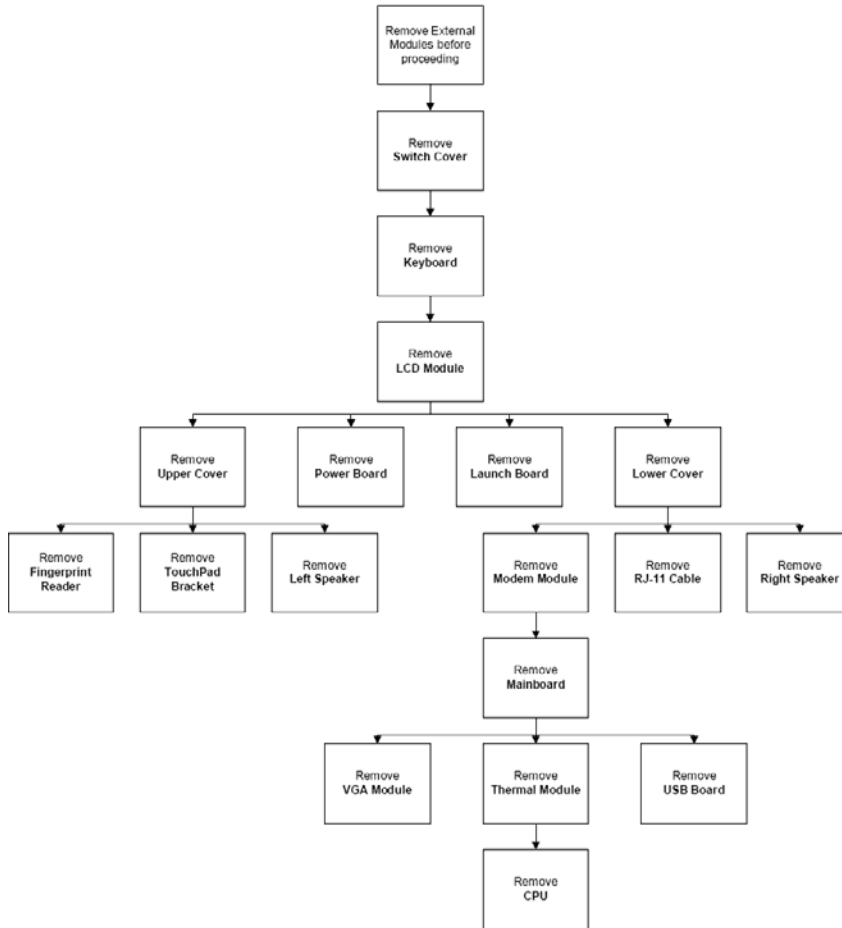 Remove External
Modules before
proceeding
Remove
Switch Cover
Remove
Keyboard
Remove
LCD Module
Remove
Upper Cover
Remove
Power Board
Remove
Launch Board
Remove
Lower Cover
Remove
Fingerprint
Reader
Remove
TouchPad
Bracket
Remove
Left Speaker
Remove
Modem Module
Remove
RJ-11 Cable
Remove
Right Speaker
Remove
Mainboard
Remove
VGA Module
Remove
Thermal Module
Remove
USB Board
Remove
CPU